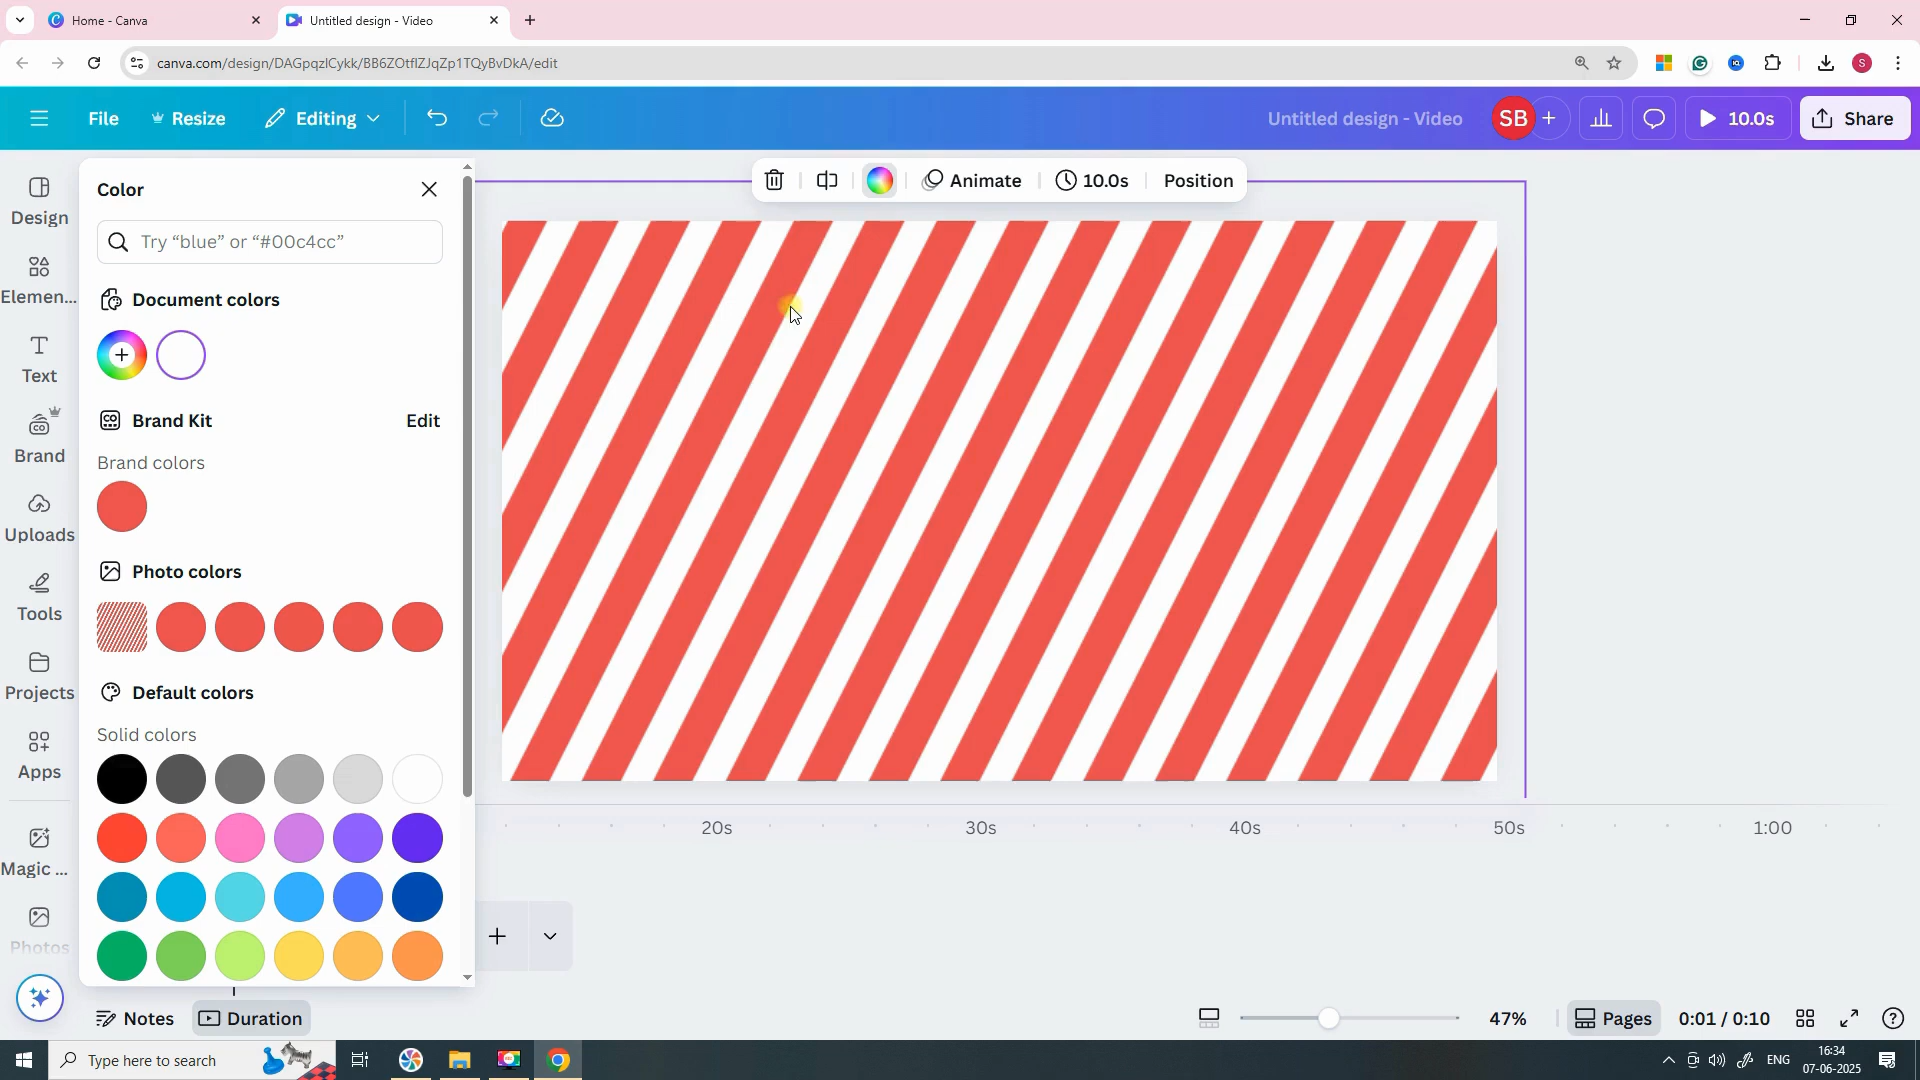 Home - Canva
Untitled design - Video
canva.com/design/DAGpqzlCykk/BB6ZOtflZJqZp1TQyBvDkA/edit
S
File
Resize
Editing
Untitled design - Video
SB
10.0s
Share
Design
Elemen...
Text
Brand
Uploads
Tools
Projects
Apps
Magic ...
Photos
Color
Try “blue” or “#00c4cc”
Document colors
Brand Kit
Edit
Brand colors
Photo colors
Default colors
Solid colors
Animate
10.0s
Position
20s
30s
40s
50s
1:00
Notes
Duration
47%
Pages
0:01 / 0:10
Type here to search
ENG
16:34
07-06-2025